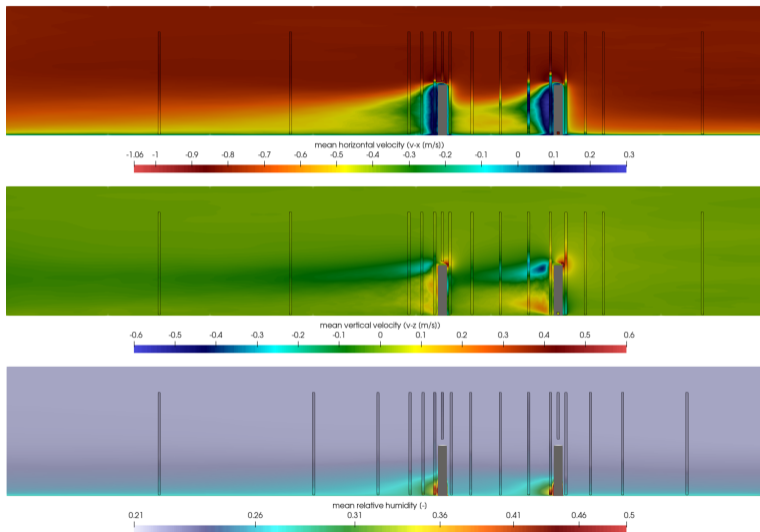 mean horizontal velocity (v-x (m/s))
-1.06 -1 -0.9 -0.8 -0.7 -0.6 -0.5 -0.4 -0.3 -0.2 -0.1 0 0.1 0.2 0.3
mean vertical velocity (v-z (m/s))
-0.6 -0.5 -0.4 -0.3 -0.2 -0.1 0 0.1 0.2 0.3 0.4 0.5 0.6
mean relative humidity (-)
0.21 0.26 0.31 0.36 0.41 0.46 0.5